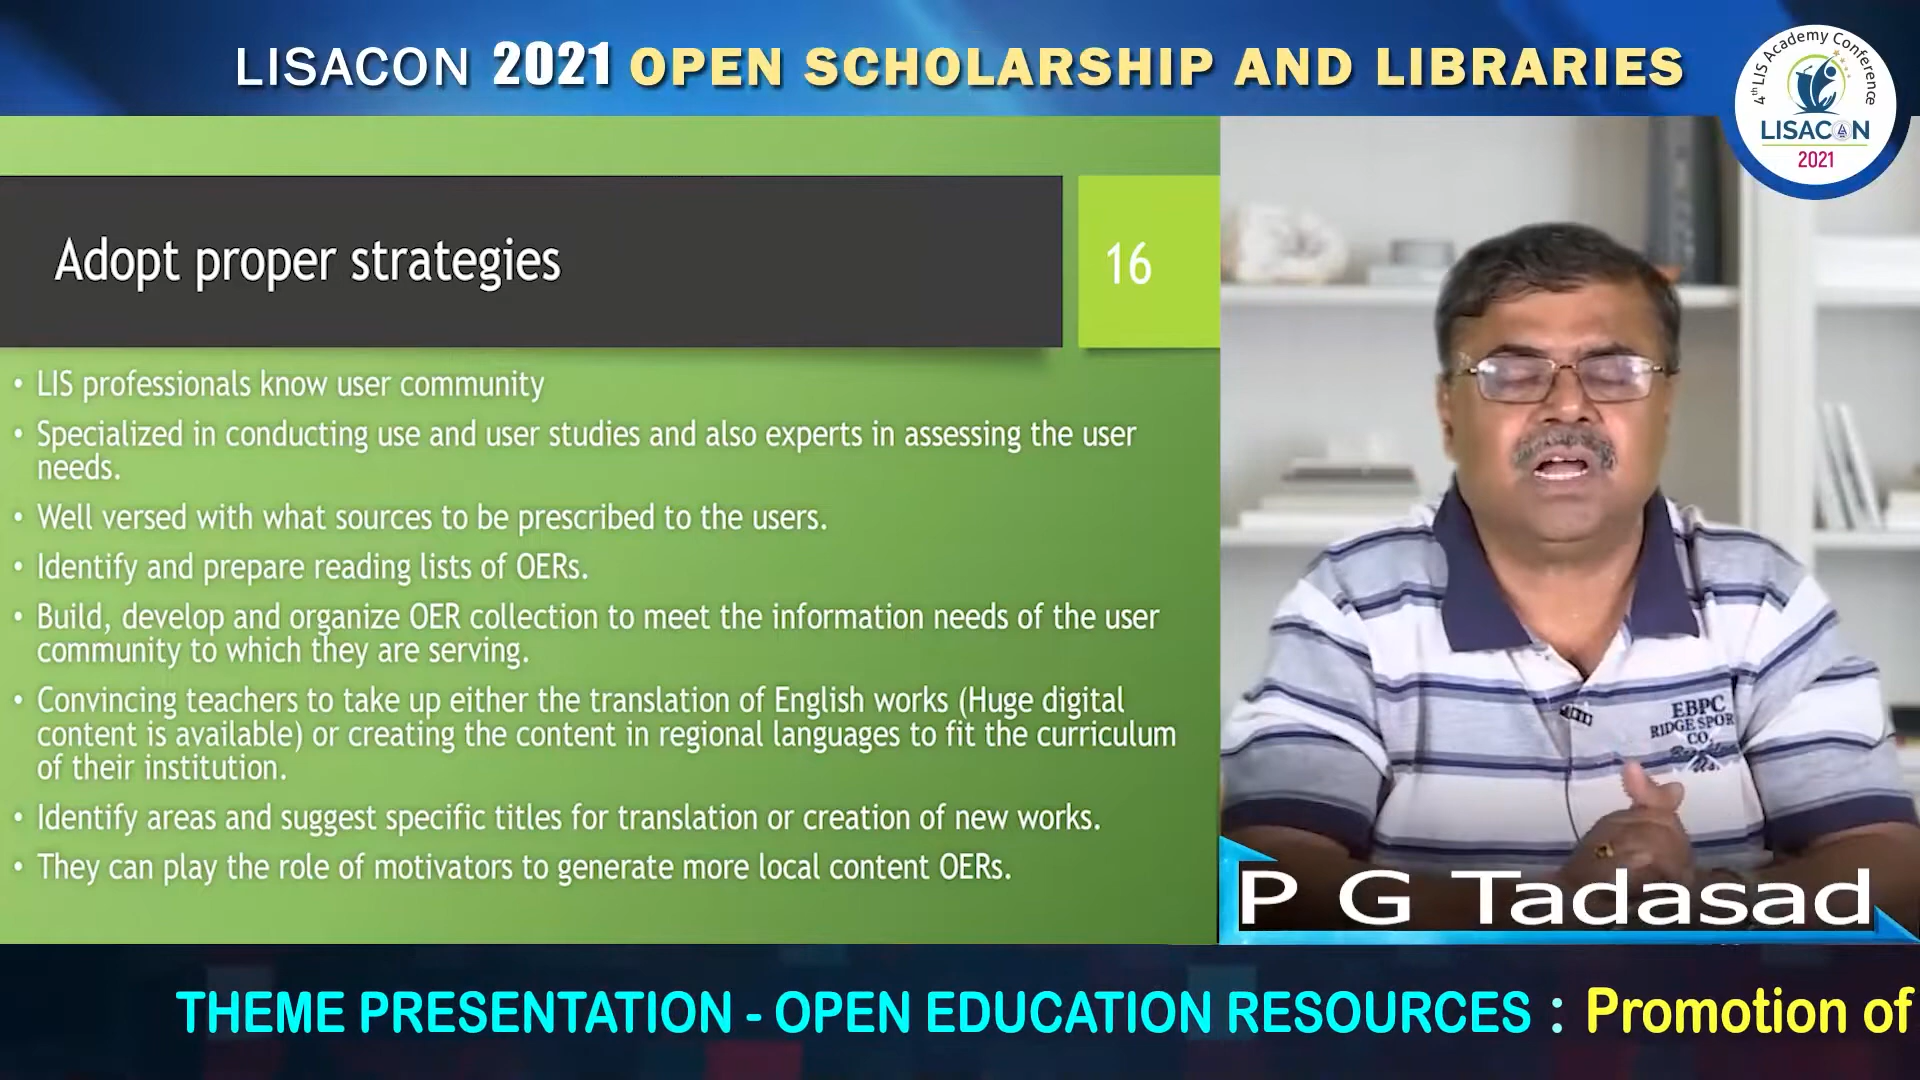 LISACON 2021 OPEN SCHOLARSHIP AND LIBRARIES
4th LIS Academy Conference
LISACON
2021
Adopt proper strategies
16
• LIS professionals know user community
• Specialized in conducting use and user studies and also experts in assessing the user
needs.
• Well versed with what sources to be prescribed to the users.
• Identify and prepare reading lists of OERs.
• Build, develop and organize OER collection to meet the information needs of the user
community to which they are serving.
• Convincing teachers to take up either the translation of English works (Huge digital
content is available) or creating the content in regional languages to fit the curriculum
of their institution.
• Identify areas and suggest specific titles for translation or creation of new works.
• They can play the role of motivators to generate more local content OERs.
EBPC
RIDGE SPOR
CO.
P G Tadasad
THEME PRESENTATION - OPEN EDUCATION RESOURCES : Promotion of